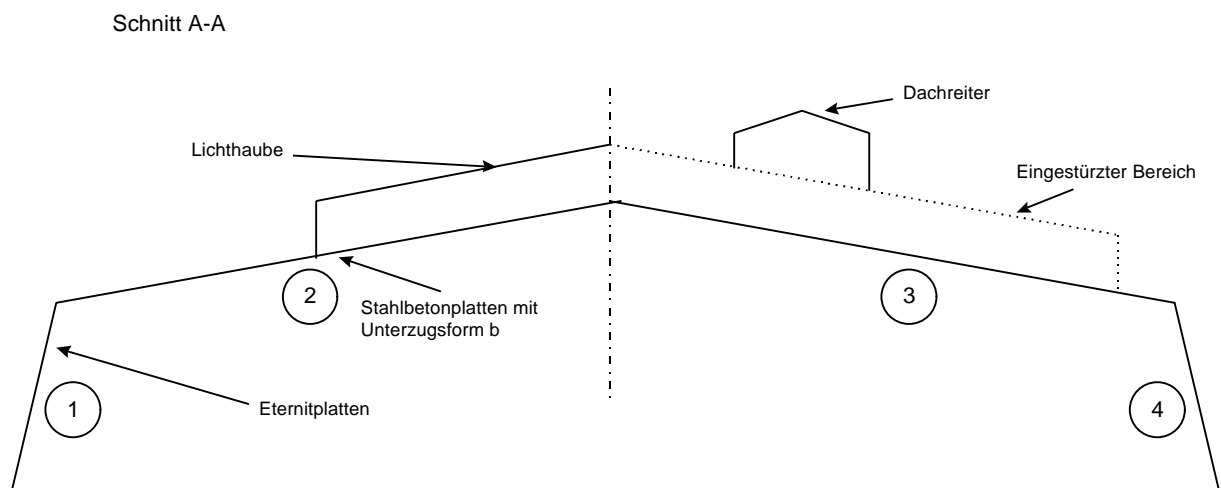 Schnitt A-A
Dachreiter
Lichthaube
Eingestürzter Bereich
2
3
Stahlbetonplatten mit
Unterzugsform b
1
Eternitplatten
4